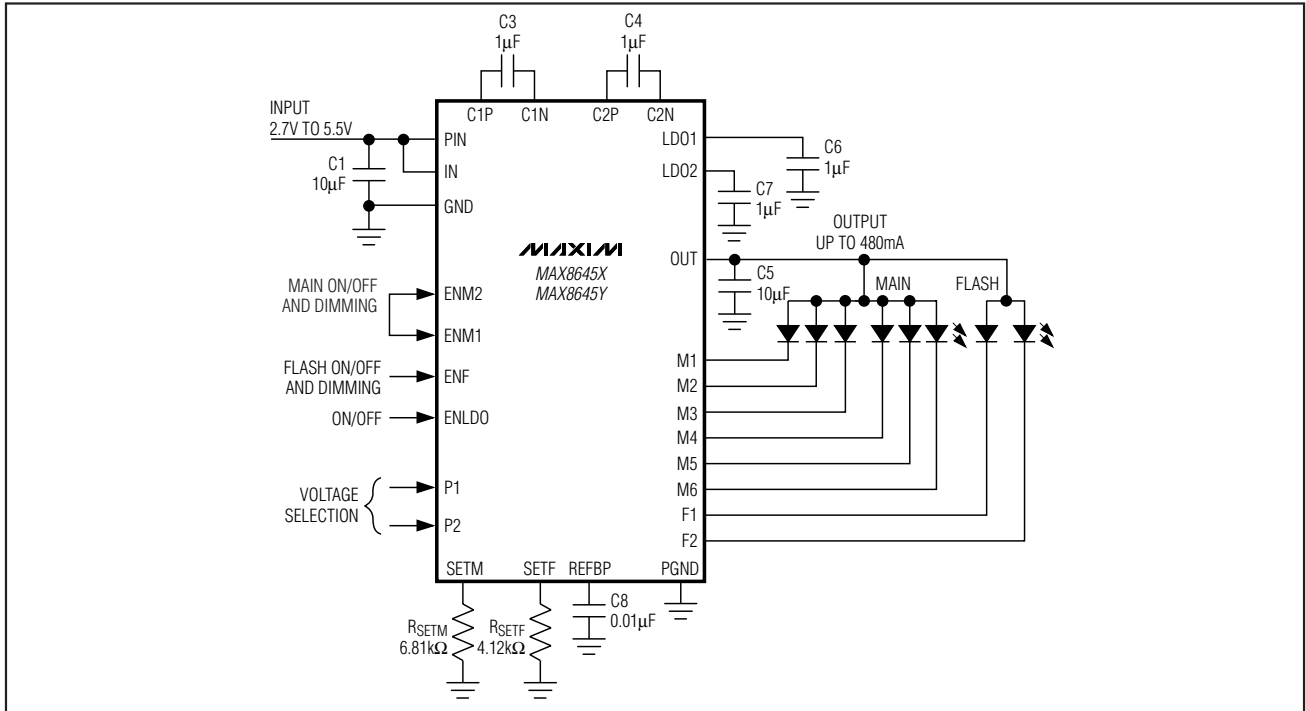 C3
1µF
C4
1µF
C1P
C1N
C2P
C2N
INPUT
2.7V TO 5.5V
PIN
IN
C1
10µF
GND
LDO1
C6
1µF
LDO2
C7
1µF
OUTPUT
UP TO 480mA
OUT
C5
10µF
MAIN
FLASH
MAXIM
MAX8645X
MAX8645Y
MAIN ON/OFF
AND DIMMING
ENM2
ENM1
FLASH ON/OFF
AND DIMMING
ENF
ON/OFF
ENLDO
VOLTAGE
SELECTION
P1
P2
M1
M2
M3
M4
M5
M6
F1
F2
SETM
SETF
REFBP
PGND
RSETM
6.81kΩ
RSETF
4.12kΩ
C8
0.01µF